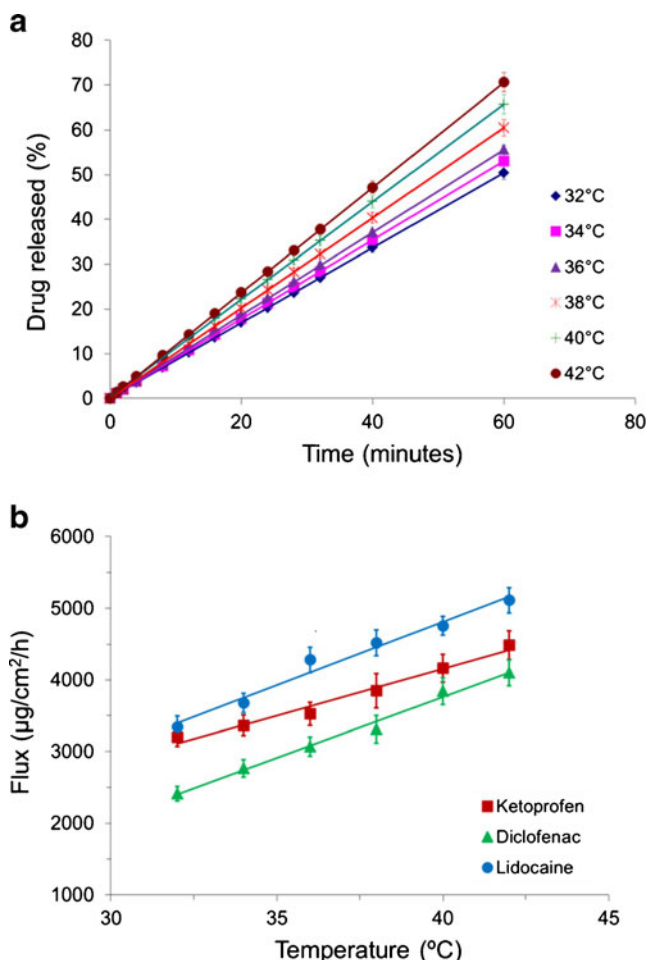 a
Drug released (%)
80
70
60
50
40
30
20
10
0
0 20 40 60 80
Time (minutes)
32°C
34°C
36°C
38°C
40°C
42°C
b
Flux (µg/cm²/h)
6000
5000
4000
3000
2000
1000
30 35 40 45
Temperature (ºC)
Ketoprofen
Diclofenac
Lidocaine